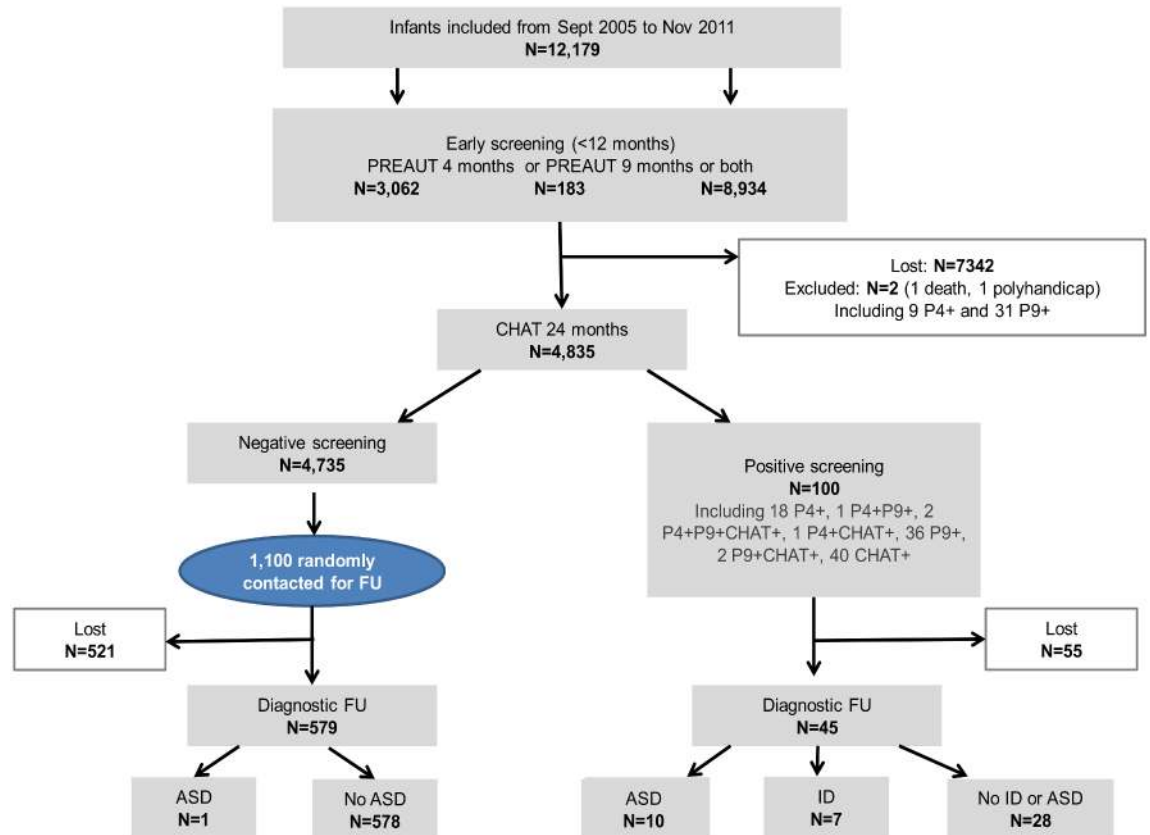 Infants included from Sept 2005 to Nov 2011
N=12,179
Early screening (<12 months)
PREAUT 4 months or PREAUT 9 months or both
N=3,062 N=183 N=8,934
Lost: N=7342
Excluded: N=2 (1 death, 1 polyhandicap)
Including 9 P4+ and 31 P9+
CHAT 24 months
N=4,835
Negative screening
N=4,735
Positive screening
N=100
Including 18 P4+, 1 P4+P9+, 2
P4+P9+CHAT+, 1 P4+CHAT+, 36 P9+,
2 P9+CHAT+, 40 CHAT+
1,100 randomly
contacted for FU
Lost
N=521
Lost
N=55
Diagnostic FU
N=579
Diagnostic FU
N=45
ASD
N=1
No ASD
N=578
ASD
N=10
ID
N=7
No ID or ASD
N=28